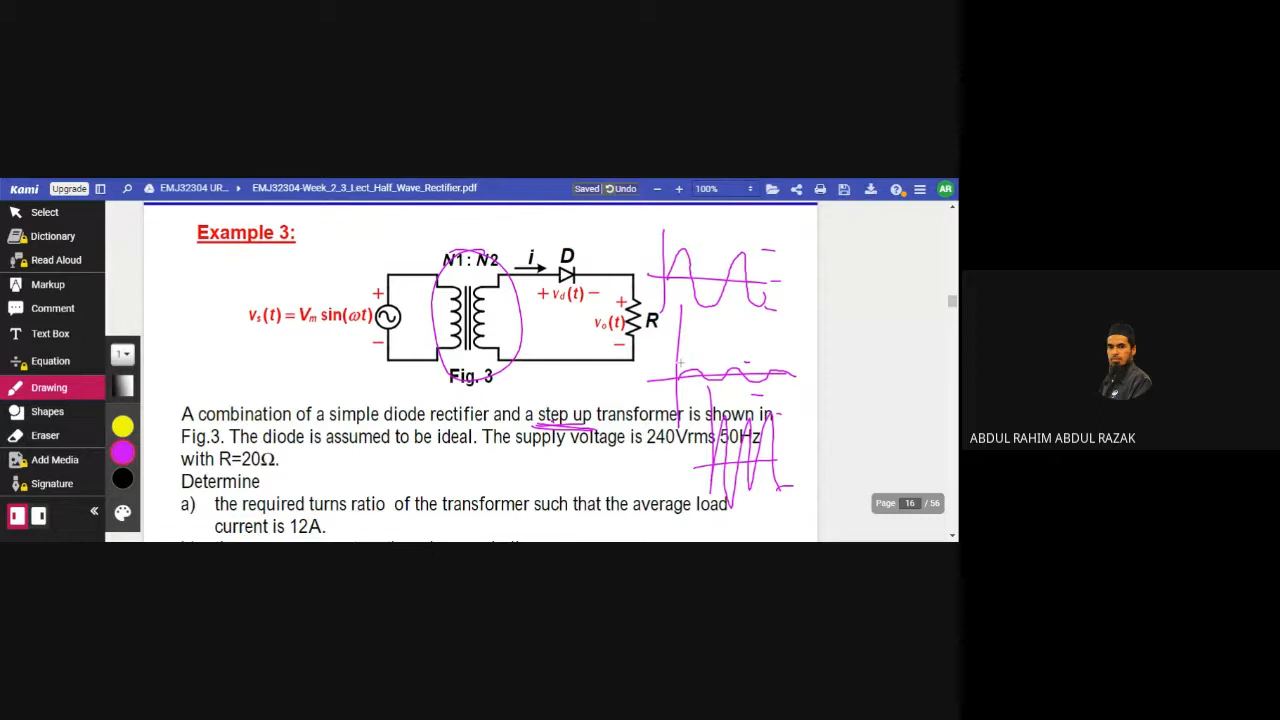 Kami Upgrade EMJ32304 UR... EMJ32304-Week_2_3_Lect_Half_Wave_Rectifier.pdf Saved Undo 100% AR
Select
Dictionary
Read Aloud
Markup
Comment
Text Box
Equation
Drawing
Shapes
Eraser
Add Media
Signature
1
Example 3:
N1 : N2 i D
+ + vd(t) − +
vs(t) = Vm sin(ωt) vo(t) R
− −
Fig. 3
A combination of a simple diode rectifier and a step up transformer is shown in
Fig.3. The diode is assumed to be ideal. The supply voltage is 240Vrms 50Hz
with R=20Ω.
Determine
a) the required turns ratio of the transformer such that the average load
current is 12A.
Page 16 / 56
ABDUL RAHIM ABDUL RAZAK